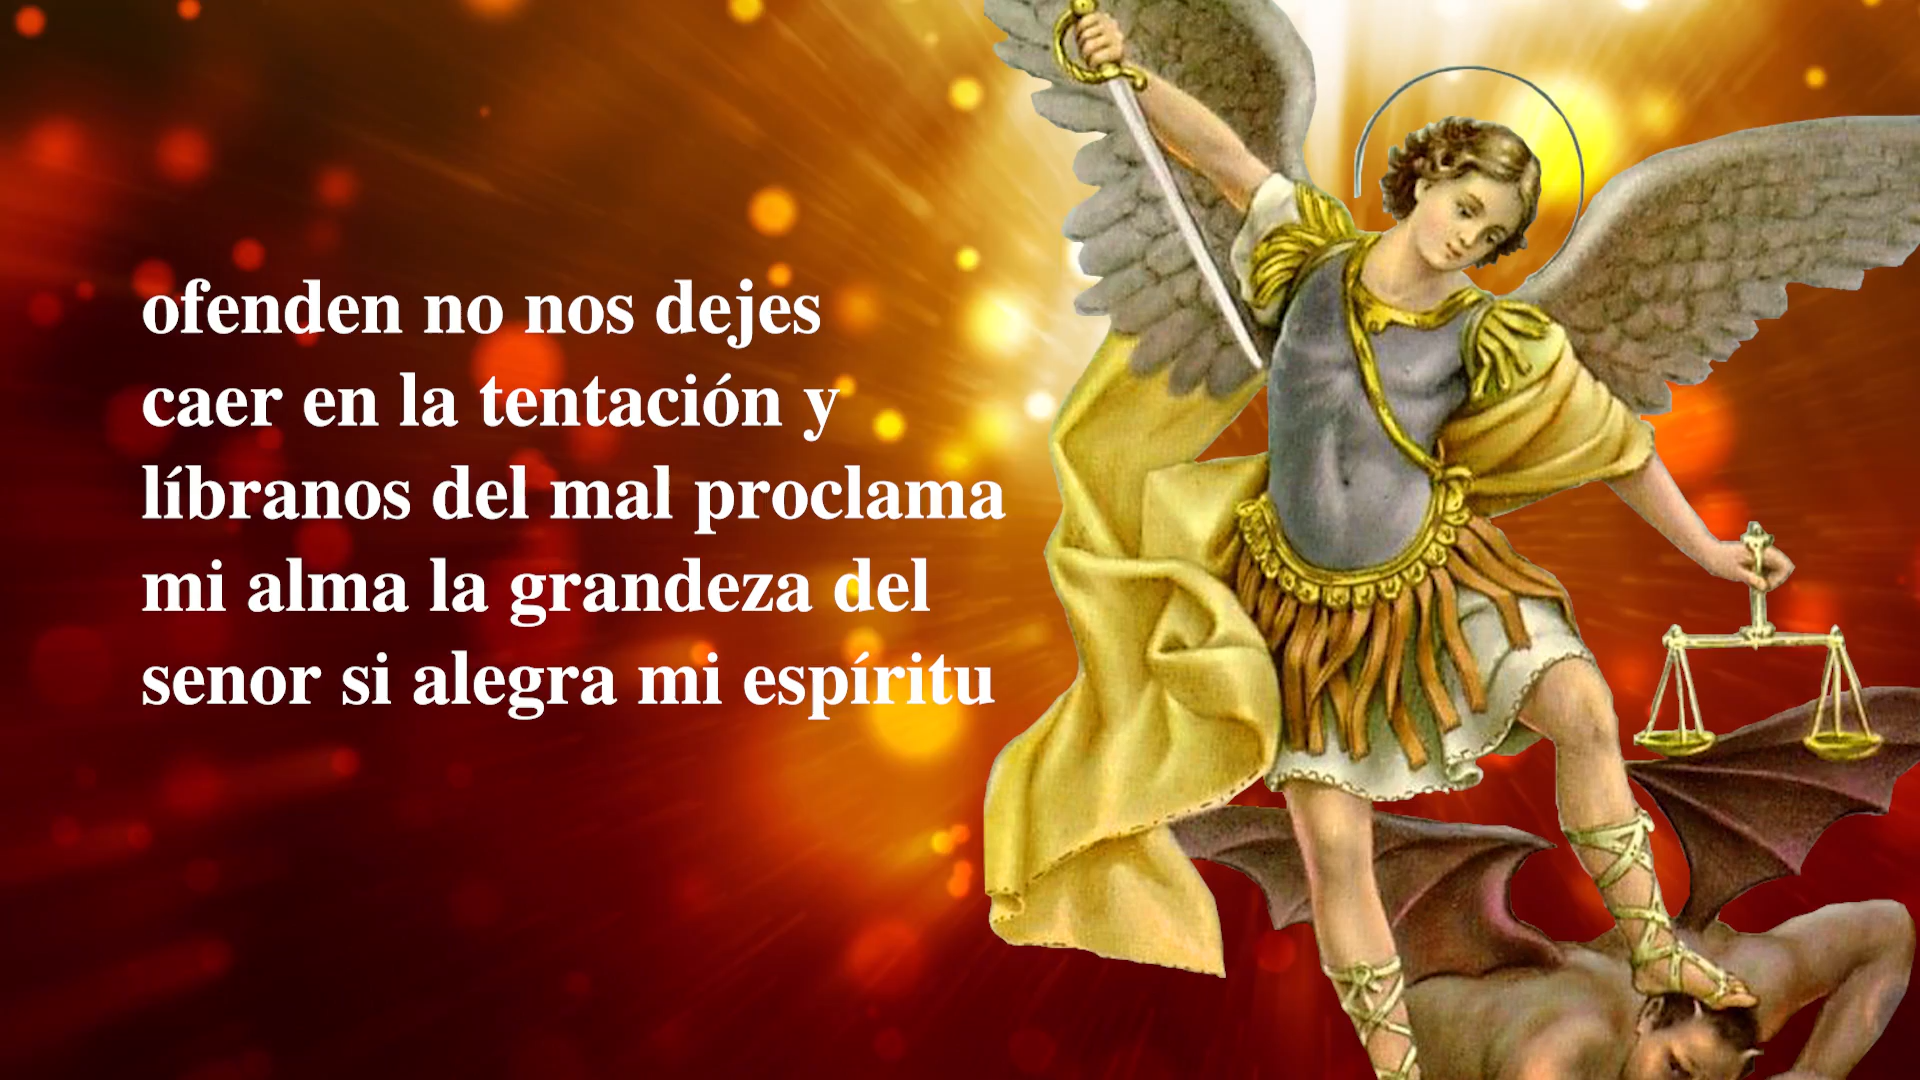 ofenden no nos dejes
caer en la tentación y
líbranos del mal proclama
mi alma la grandeza del
senor si alegra mi espíritu